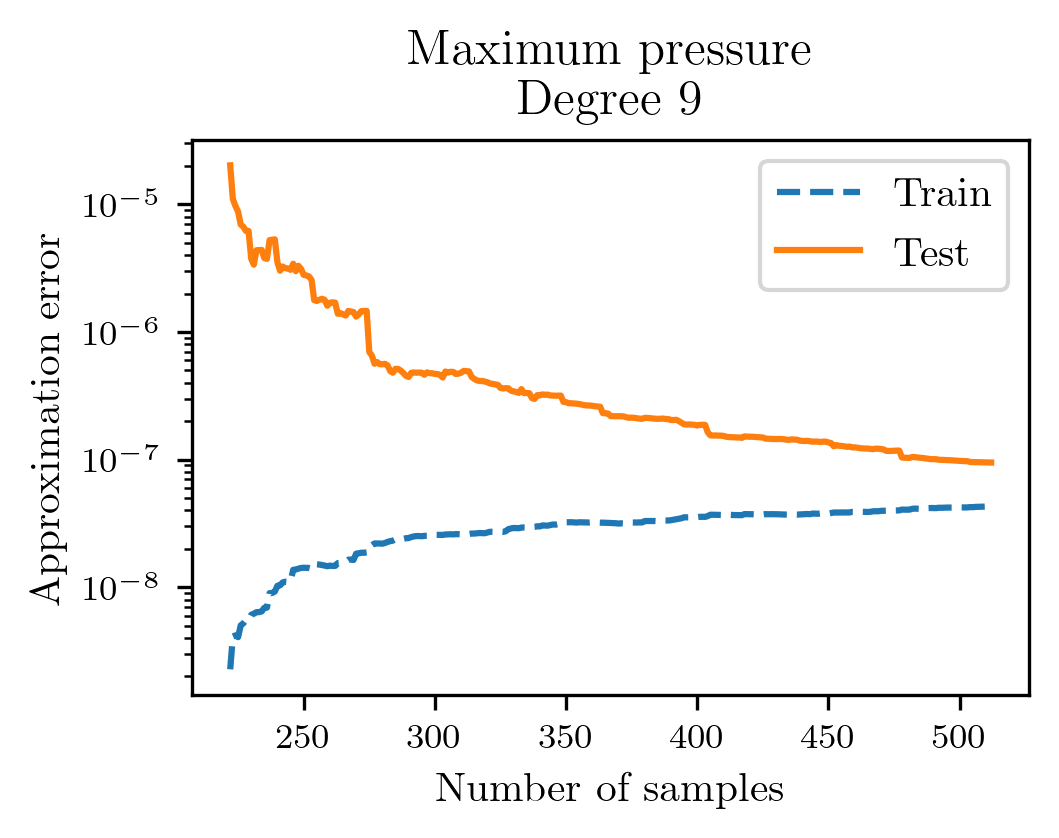 Maximum pressure
Degree 9
Train
Test
Approximation error
10⁻⁵
10⁻⁶
10⁻⁷
10⁻⁸
250 300 350 400 450 500
Number of samples